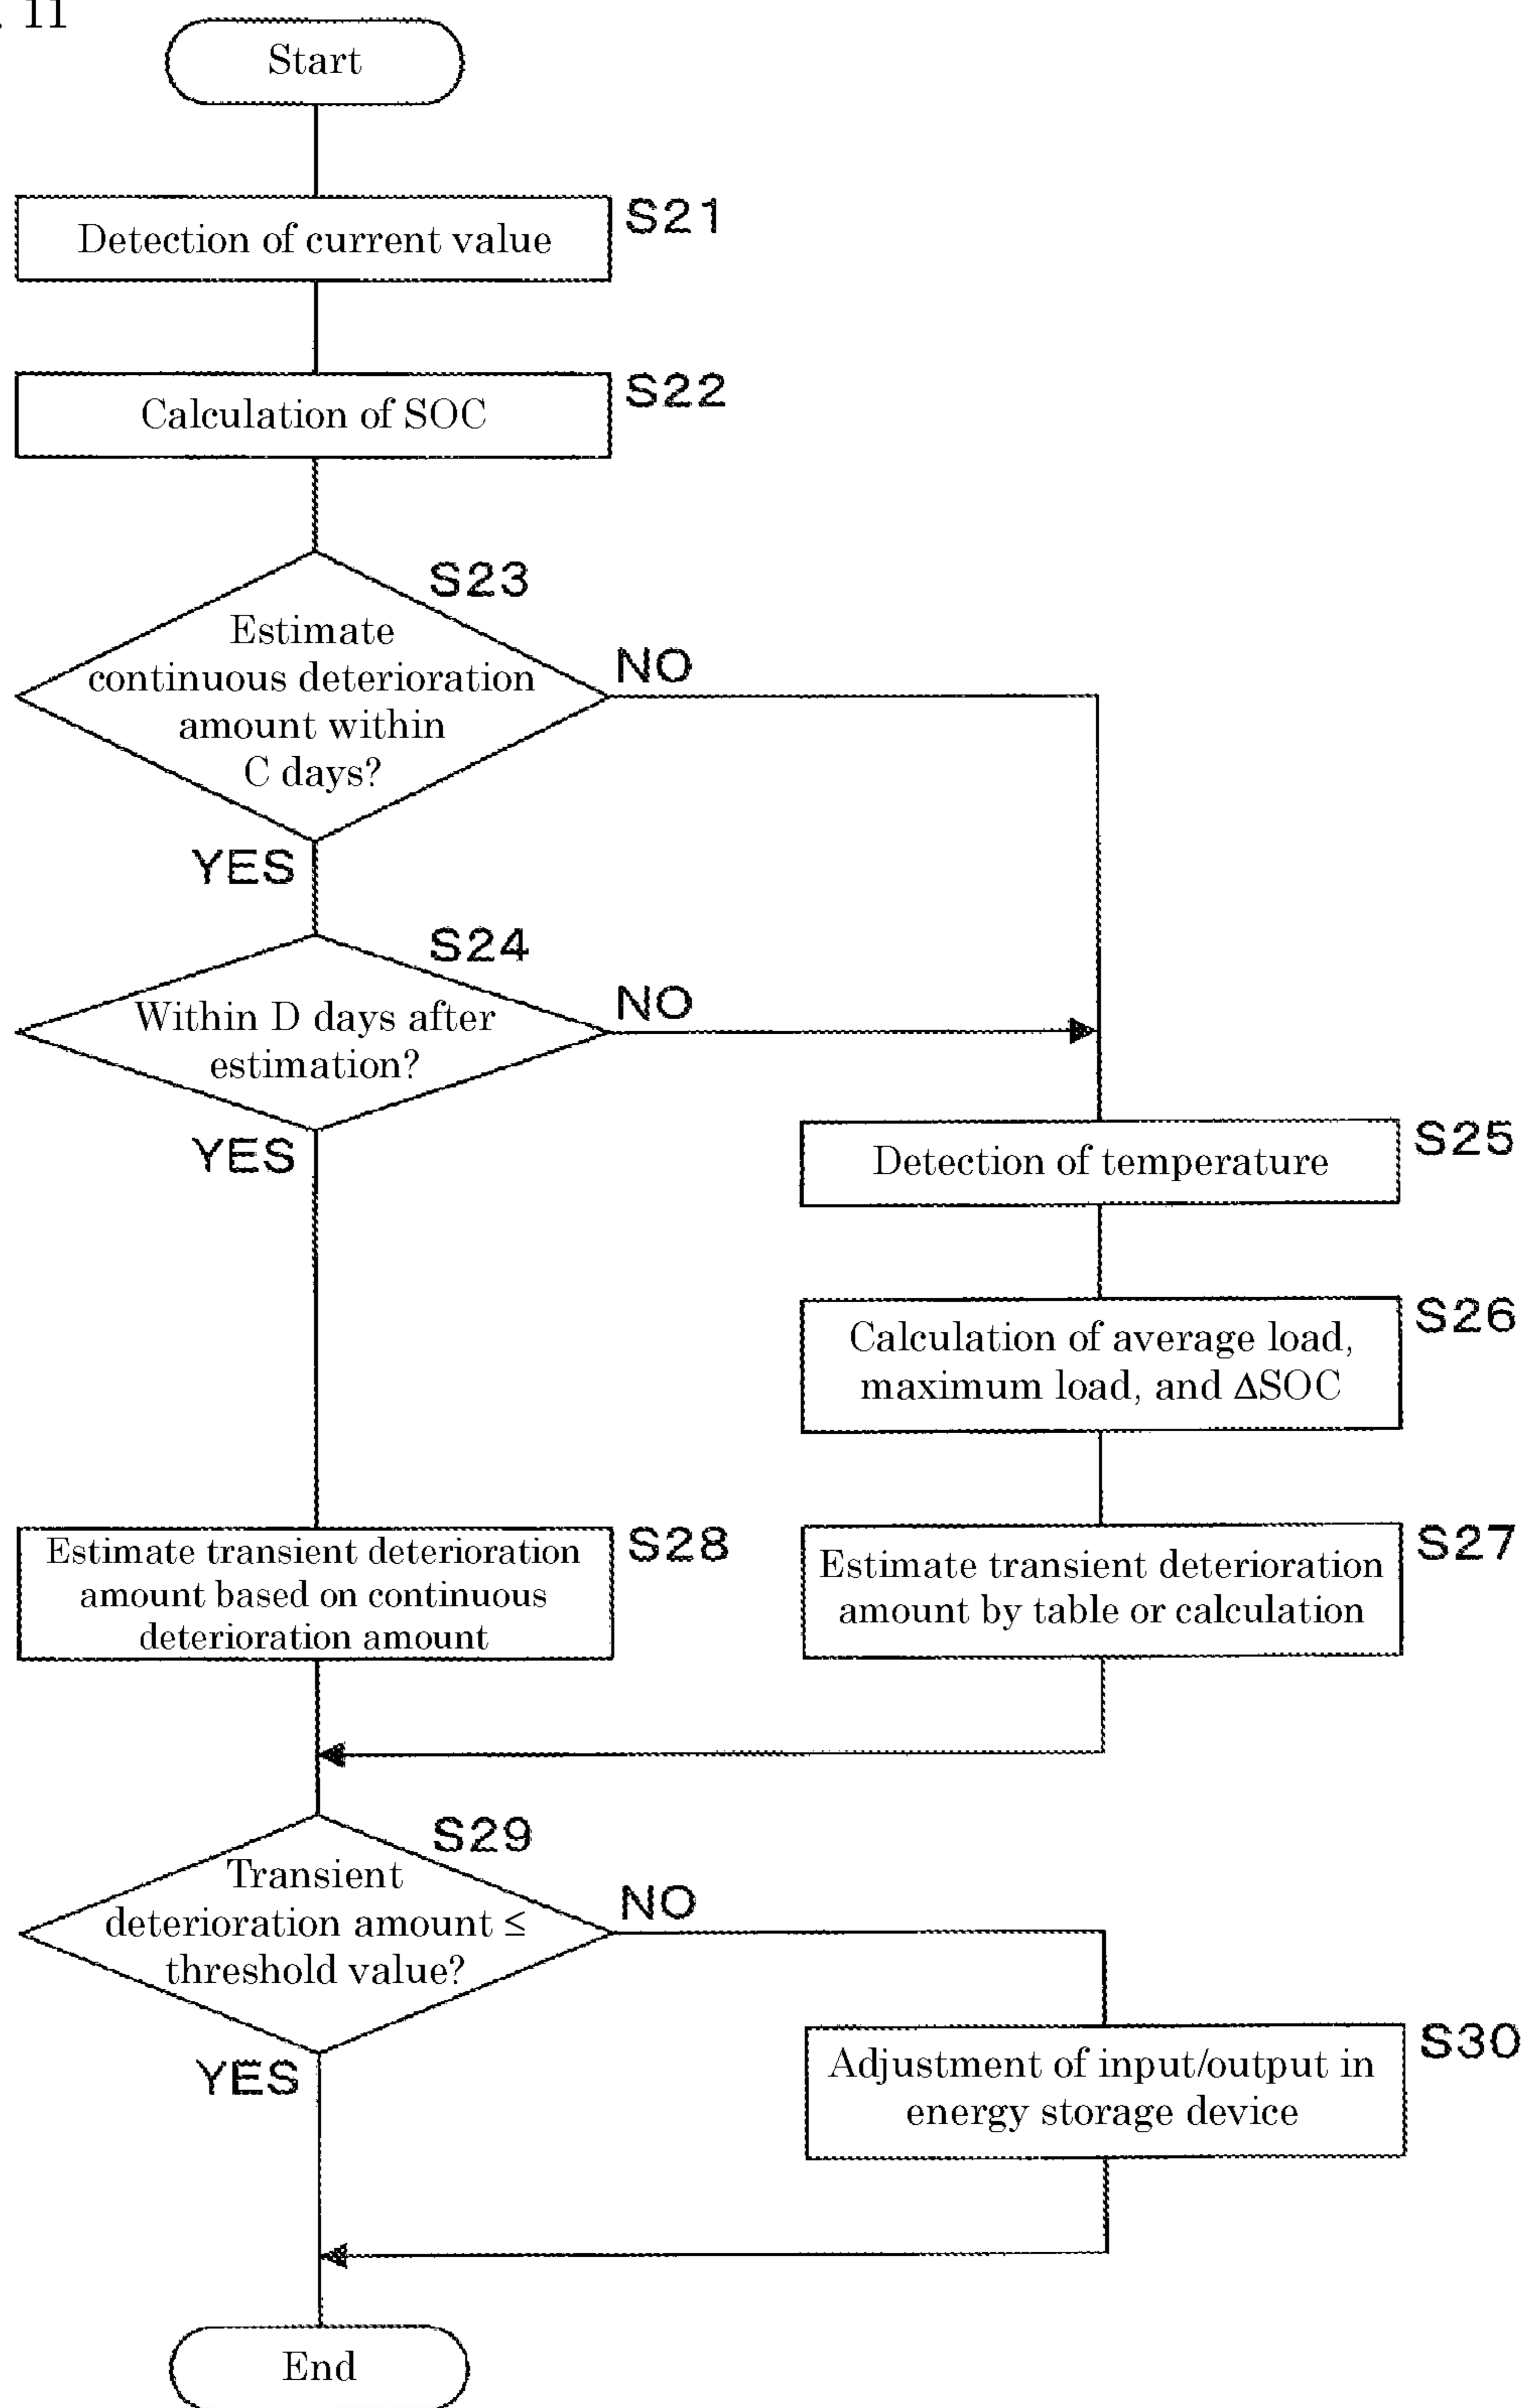 . 11
Start
Detection of current value
S21
Calculation of SOC
S22
S23
Estimate
continuous deterioration
amount within
C days?
NO
YES
S24
Within D days after
estimation?
NO
YES
Detection of temperature
S25
Calculation of average load,
maximum load, and ΔSOC
S26
Estimate transient deterioration
amount based on continuous
deterioration amount
S28
Estimate transient deterioration
amount by table or calculation
S27
S29
Transient
deterioration amount ≤
threshold value?
NO
YES
Adjustment of input/output in
energy storage device
S30
End